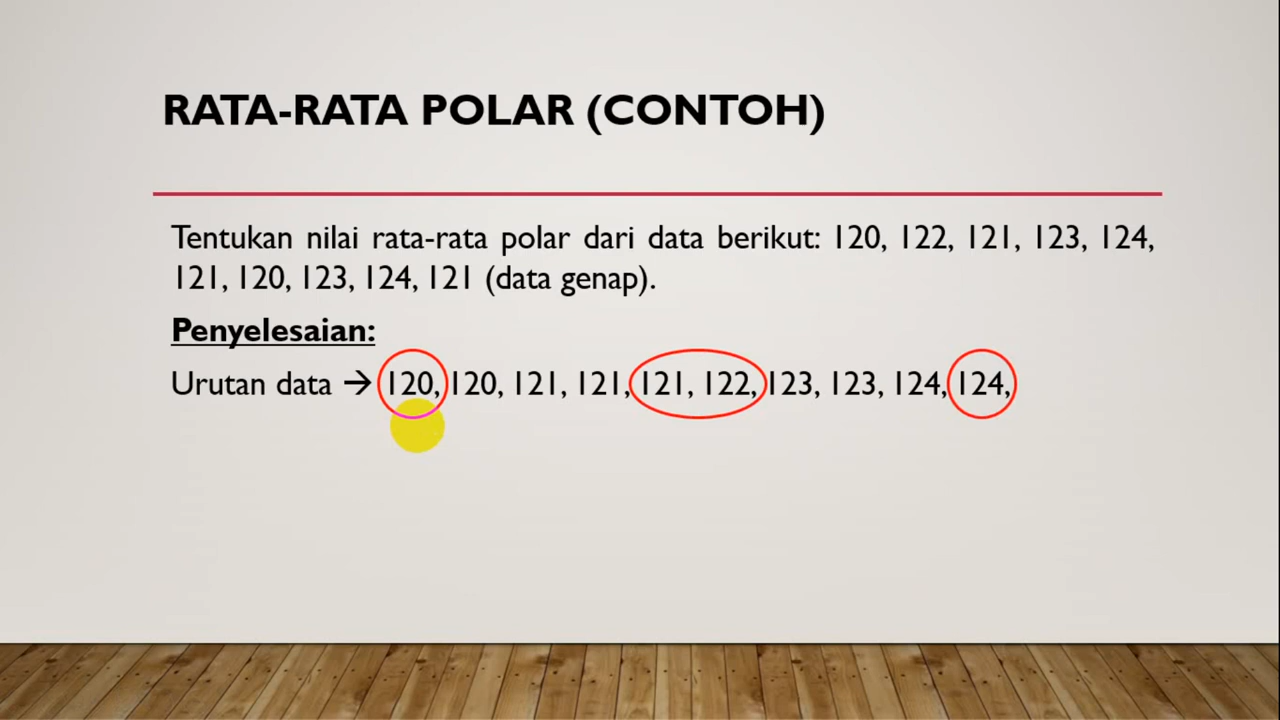 RATA-RATA POLAR (CONTOH)
Tentukan nilai rata-rata polar dari data berikut: 120, 122, 121, 123, 124,
121, 120, 123, 124, 121 (data genap).
Penyelesaian:
Urutan data → 120, 120, 121, 121, 121, 122, 123, 123, 124, 124,